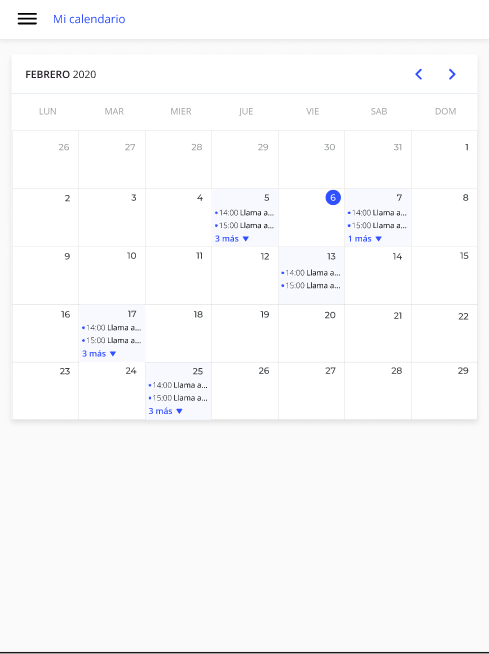 Mi calendario
FEBRERO 2020
LUN MAR MIER JUE VIE SAB DOM
26 27 28 29 30 31 1
2 3 4 5 6 7 8
14:00 Llama a... 14:00 Llama a...
15:00 Llama a... 15:00 Llama a...
3 más 1 más
9 10 11 12 13 14 15
14:00 Llama a...
15:00 Llama a...
16 17 18 19 20 21 22
14:00 Llama a...
15:00 Llama a...
3 más
23 24 25 26 27 28 29
14:00 Llama a...
15:00 Llama a...
3 más